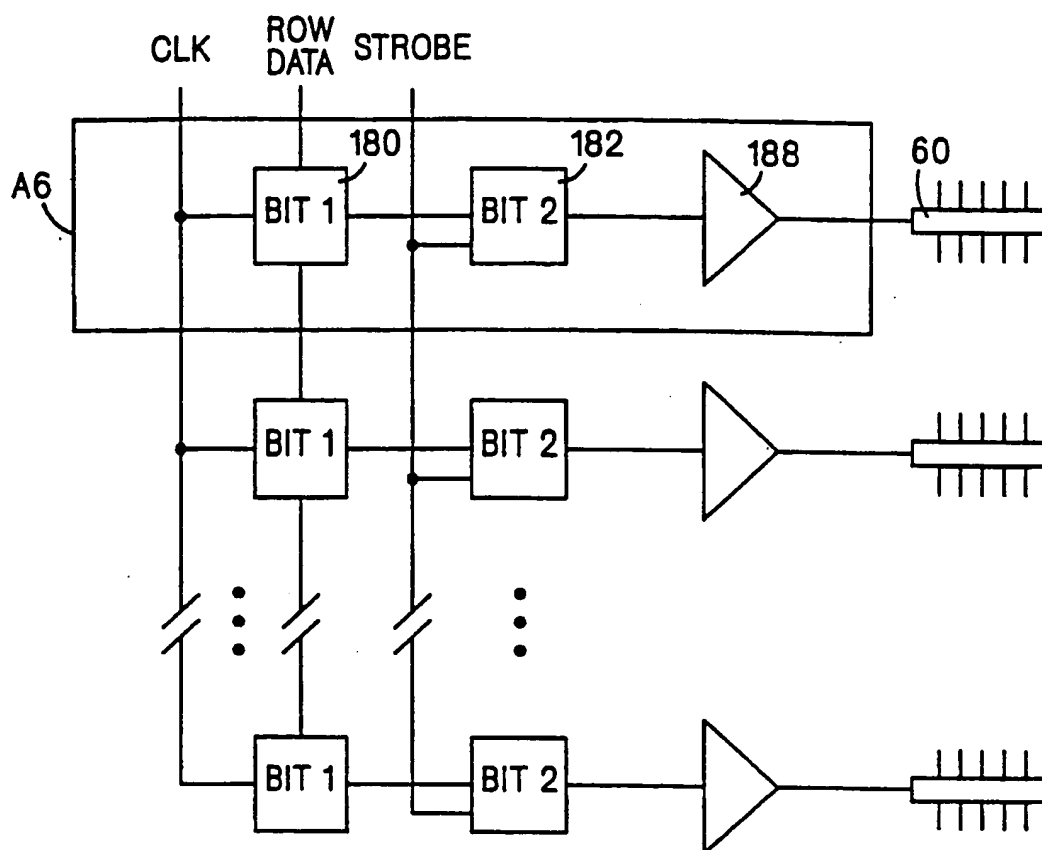 CLK ROW DATA STROBE
A6
180
182
188
60
BIT 1
BIT 2
BIT 1
BIT 2
BIT 1
BIT 2